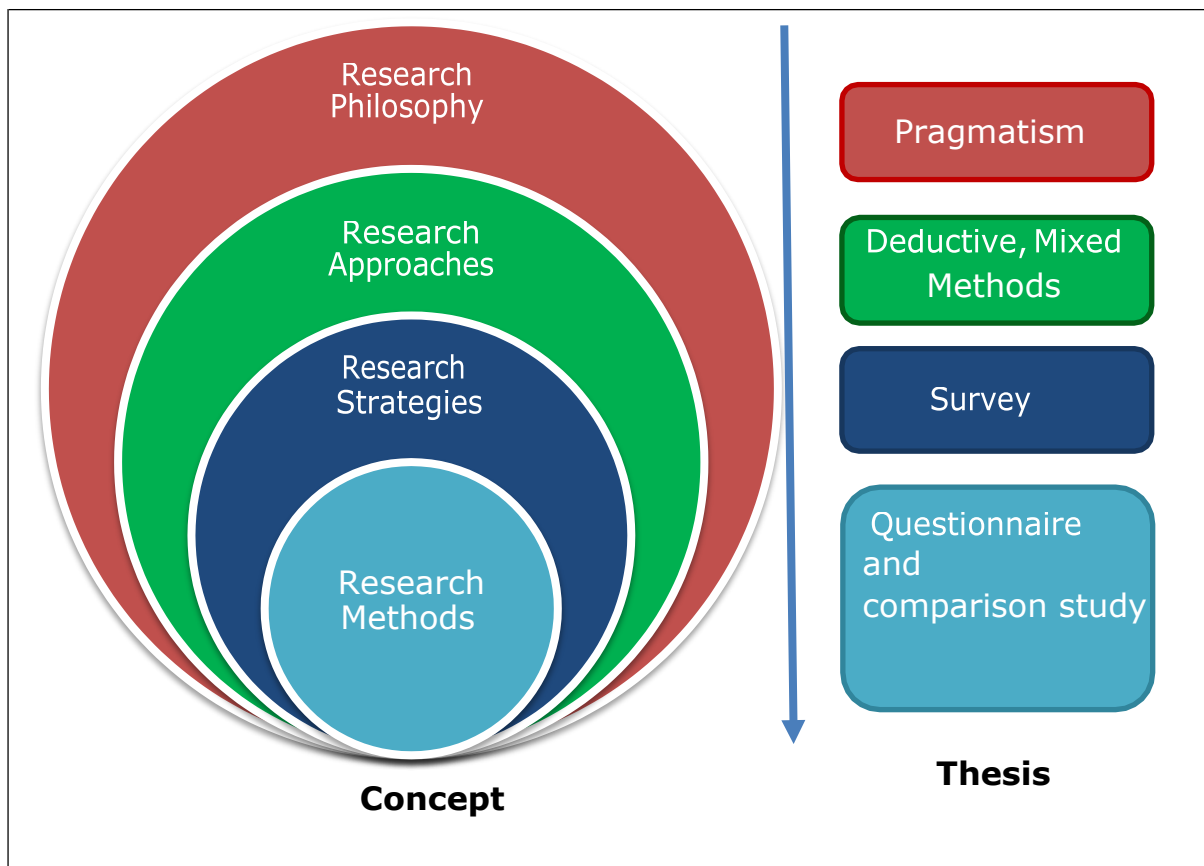 Research
Philosophy
Research
Approaches
Research
Strategies
Research
Methods
Concept
Pragmatism
Deductive, Mixed
Methods
Survey
Questionnaire
and
comparison study
Thesis